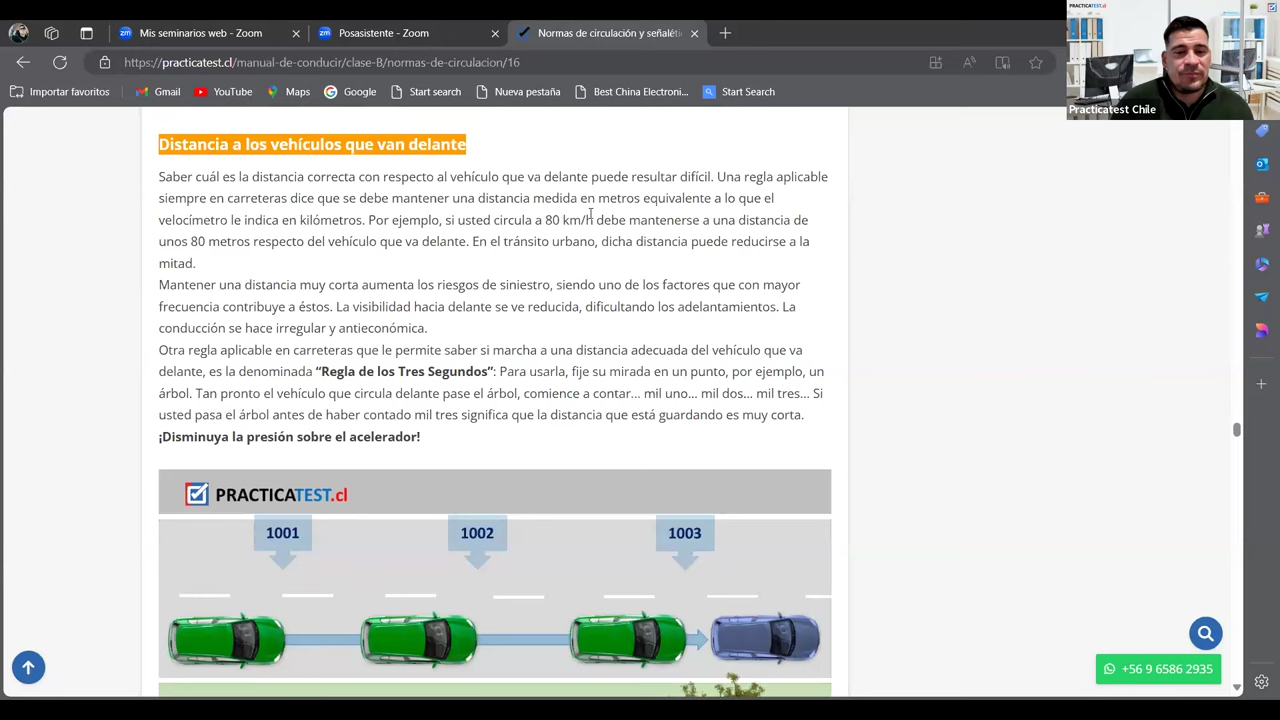 Mis seminarios web - Zoom
Posasistente - Zoom
Normas de circulación y señaléti
https://practicatest.cl/manual-de-conducir/clase-B/normas-de-circulacion/16
Importar favoritos
Gmail
YouTube
Maps
Google
Start search
Nueva pestaña
Best China Electroni...
Start Search
PRACTICATEST.cl
Practicatest Chile
Distancia a los vehículos que van delante
Saber cuál es la distancia correcta con respecto al vehículo que va delante puede resultar difícil. Una regla aplicable
siempre en carreteras dice que se debe mantener una distancia medida en metros equivalente a lo que el
velocímetro le indica en kilómetros. Por ejemplo, si usted circula a 80 km/h debe mantenerse a una distancia de
unos 80 metros respecto del vehículo que va delante. En el tránsito urbano, dicha distancia puede reducirse a la
mitad.
Mantener una distancia muy corta aumenta los riesgos de siniestro, siendo uno de los factores que con mayor
frecuencia contribuye a éstos. La visibilidad hacia delante se ve reducida, dificultando los adelantamientos. La
conducción se hace irregular y antieconómica.
Otra regla aplicable en carreteras que le permite saber si marcha a una distancia adecuada del vehículo que va
delante, es la denominada “Regla de los Tres Segundos”: Para usarla, fije su mirada en un punto, por ejemplo, un
árbol. Tan pronto el vehículo que circula delante pase el árbol, comience a contar... mil uno... mil dos... mil tres... Si
usted pasa el árbol antes de haber contado mil tres significa que la distancia que está guardando es muy corta.
¡Disminuya la presión sobre el acelerador!
PRACTICATEST.cl
1001
1002
1003
+56 9 6586 2935